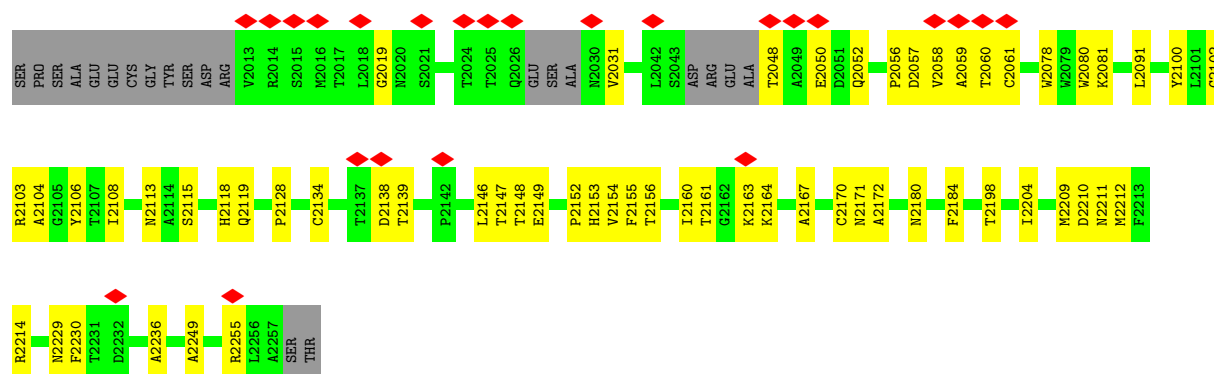 SER PRO SER ALA GLU GLU CYS GLY TYR SER ASP ARG V2013 R2014 S2015 M2016 T2017 L2018 G2019 N2020 S2021 T2024 T2025 Q2026 GLU SER ALA N2030 V2031 L2042 S2043 ASP ARG GLU ALA T2048 A2049 E2050 D2051 Q2052 P2056 D2057 V2058 A2059 T2060 C2061 W2078 W2079 W2080 K2081 L2091 Y2100 L2101 G2102
R2103 A2104 G2105 Y2106 T2107 I2108 N2113 A2114 S2115 H2118 Q2119 P2128 C2134 T2137 D2138 T2139 P2142 L2146 T2147 T2148 E2149 P2152 H2153 V2154 F2155 T2156 I2160 T2161 G2162 K2163 K2164 A2167 C2170 N2171 A2172 N2180 F2184 T2198 I2204 M2209 D2210 N2211 M2212 F2213
R2214 N2229 F2230 T2231 D2232 A2236 A2249 R2255 L2256 A2257 SER THR